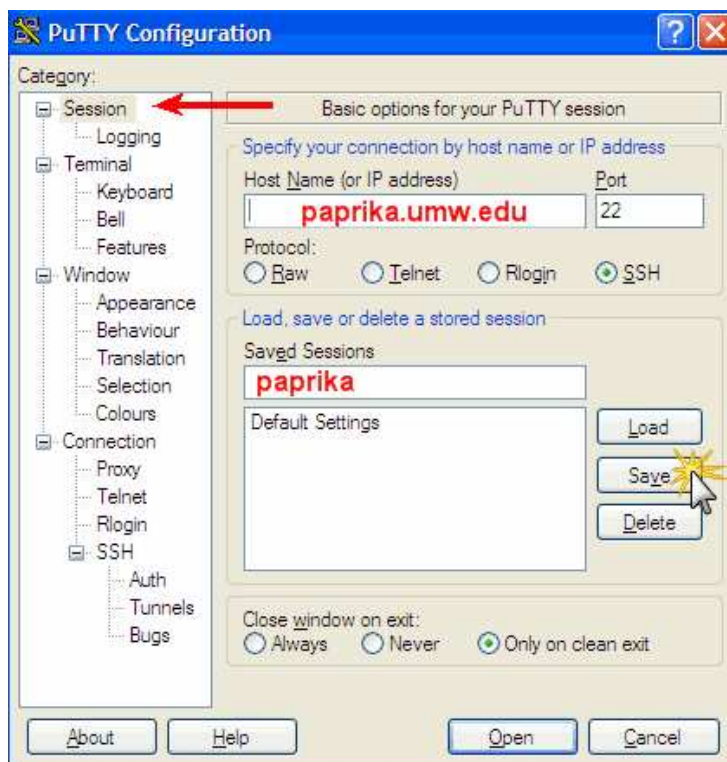 PuTTY Configuration
Category:
Session
Logging
Terminal
Keyboard
Bell
Features
Window
Appearance
Behaviour
Translation
Selection
Colours
Connection
Proxy
Telnet
Rlogin
SSH
Auth
Tunnels
Bugs
Basic options for your PuTTY session
Specify your connection by host name or IP address
Host Name (or IP address) Port
paprika.umw.edu 22
Protocol:
Raw Telnet Rlogin SSH
Load, save or delete a stored session
Saved Sessions
paprika
Default Settings
Load
Save
Delete
Close window on exit:
Always Never Only on clean exit
About Help Open Cancel